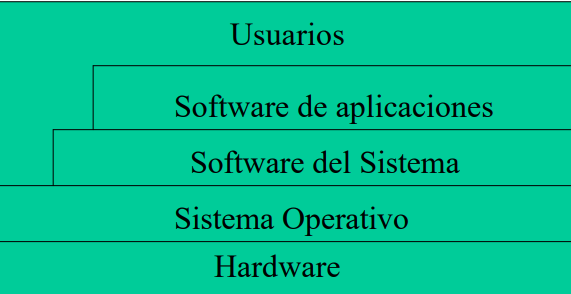 Usuarios
Software de aplicaciones
Software del Sistema
Sistema Operativo
Hardware